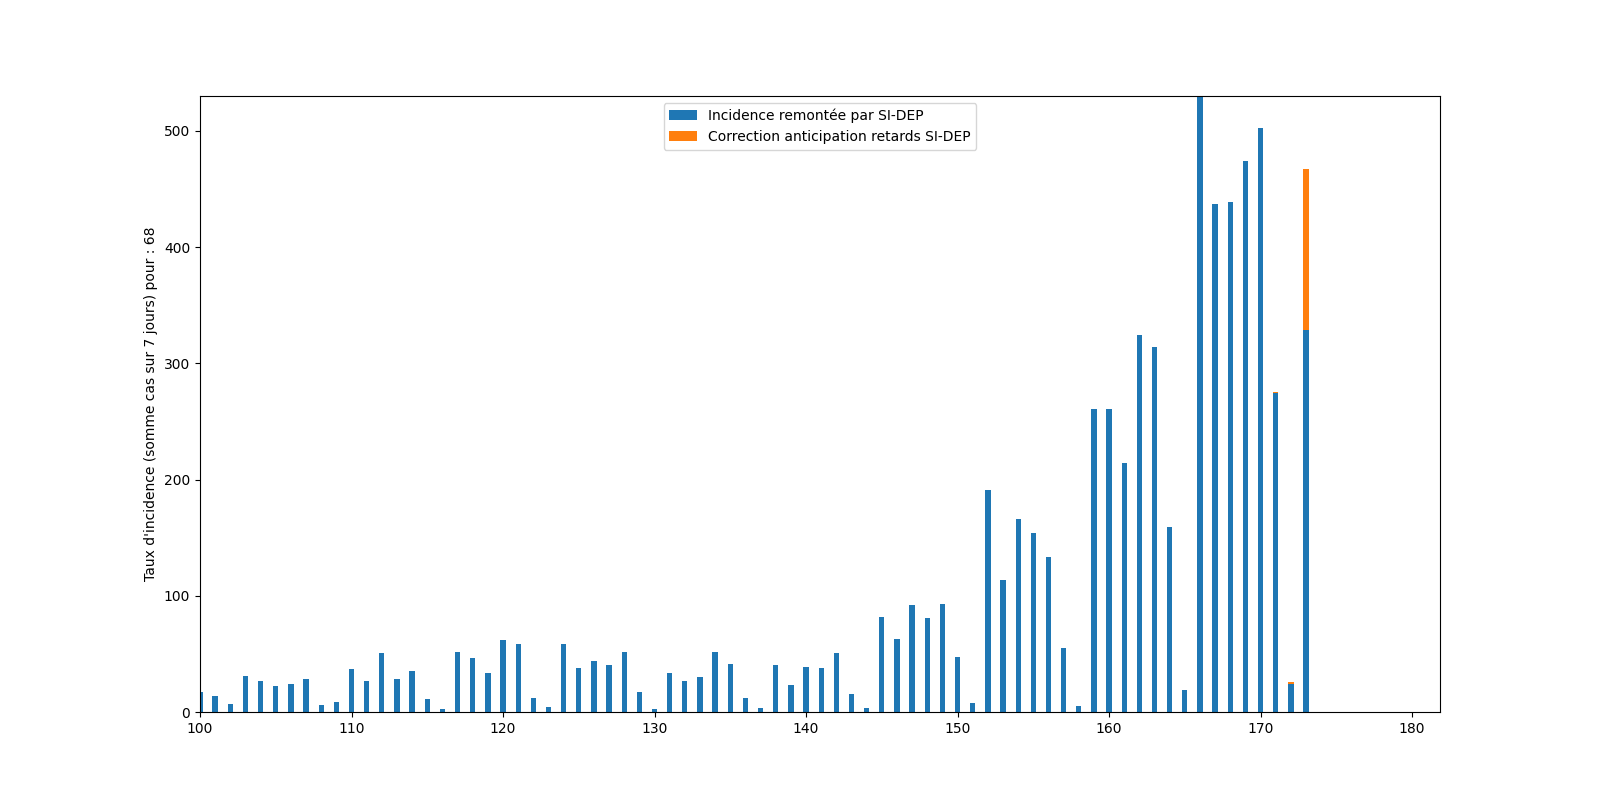 Incidence remontée par SI-DEP
Correction anticipation retards SI-DEP
Taux d'incidence (somme cas sur 7 jours) pour : 68
500
400
300
200
100
0
100 110 120 130 140 150 160 170 180